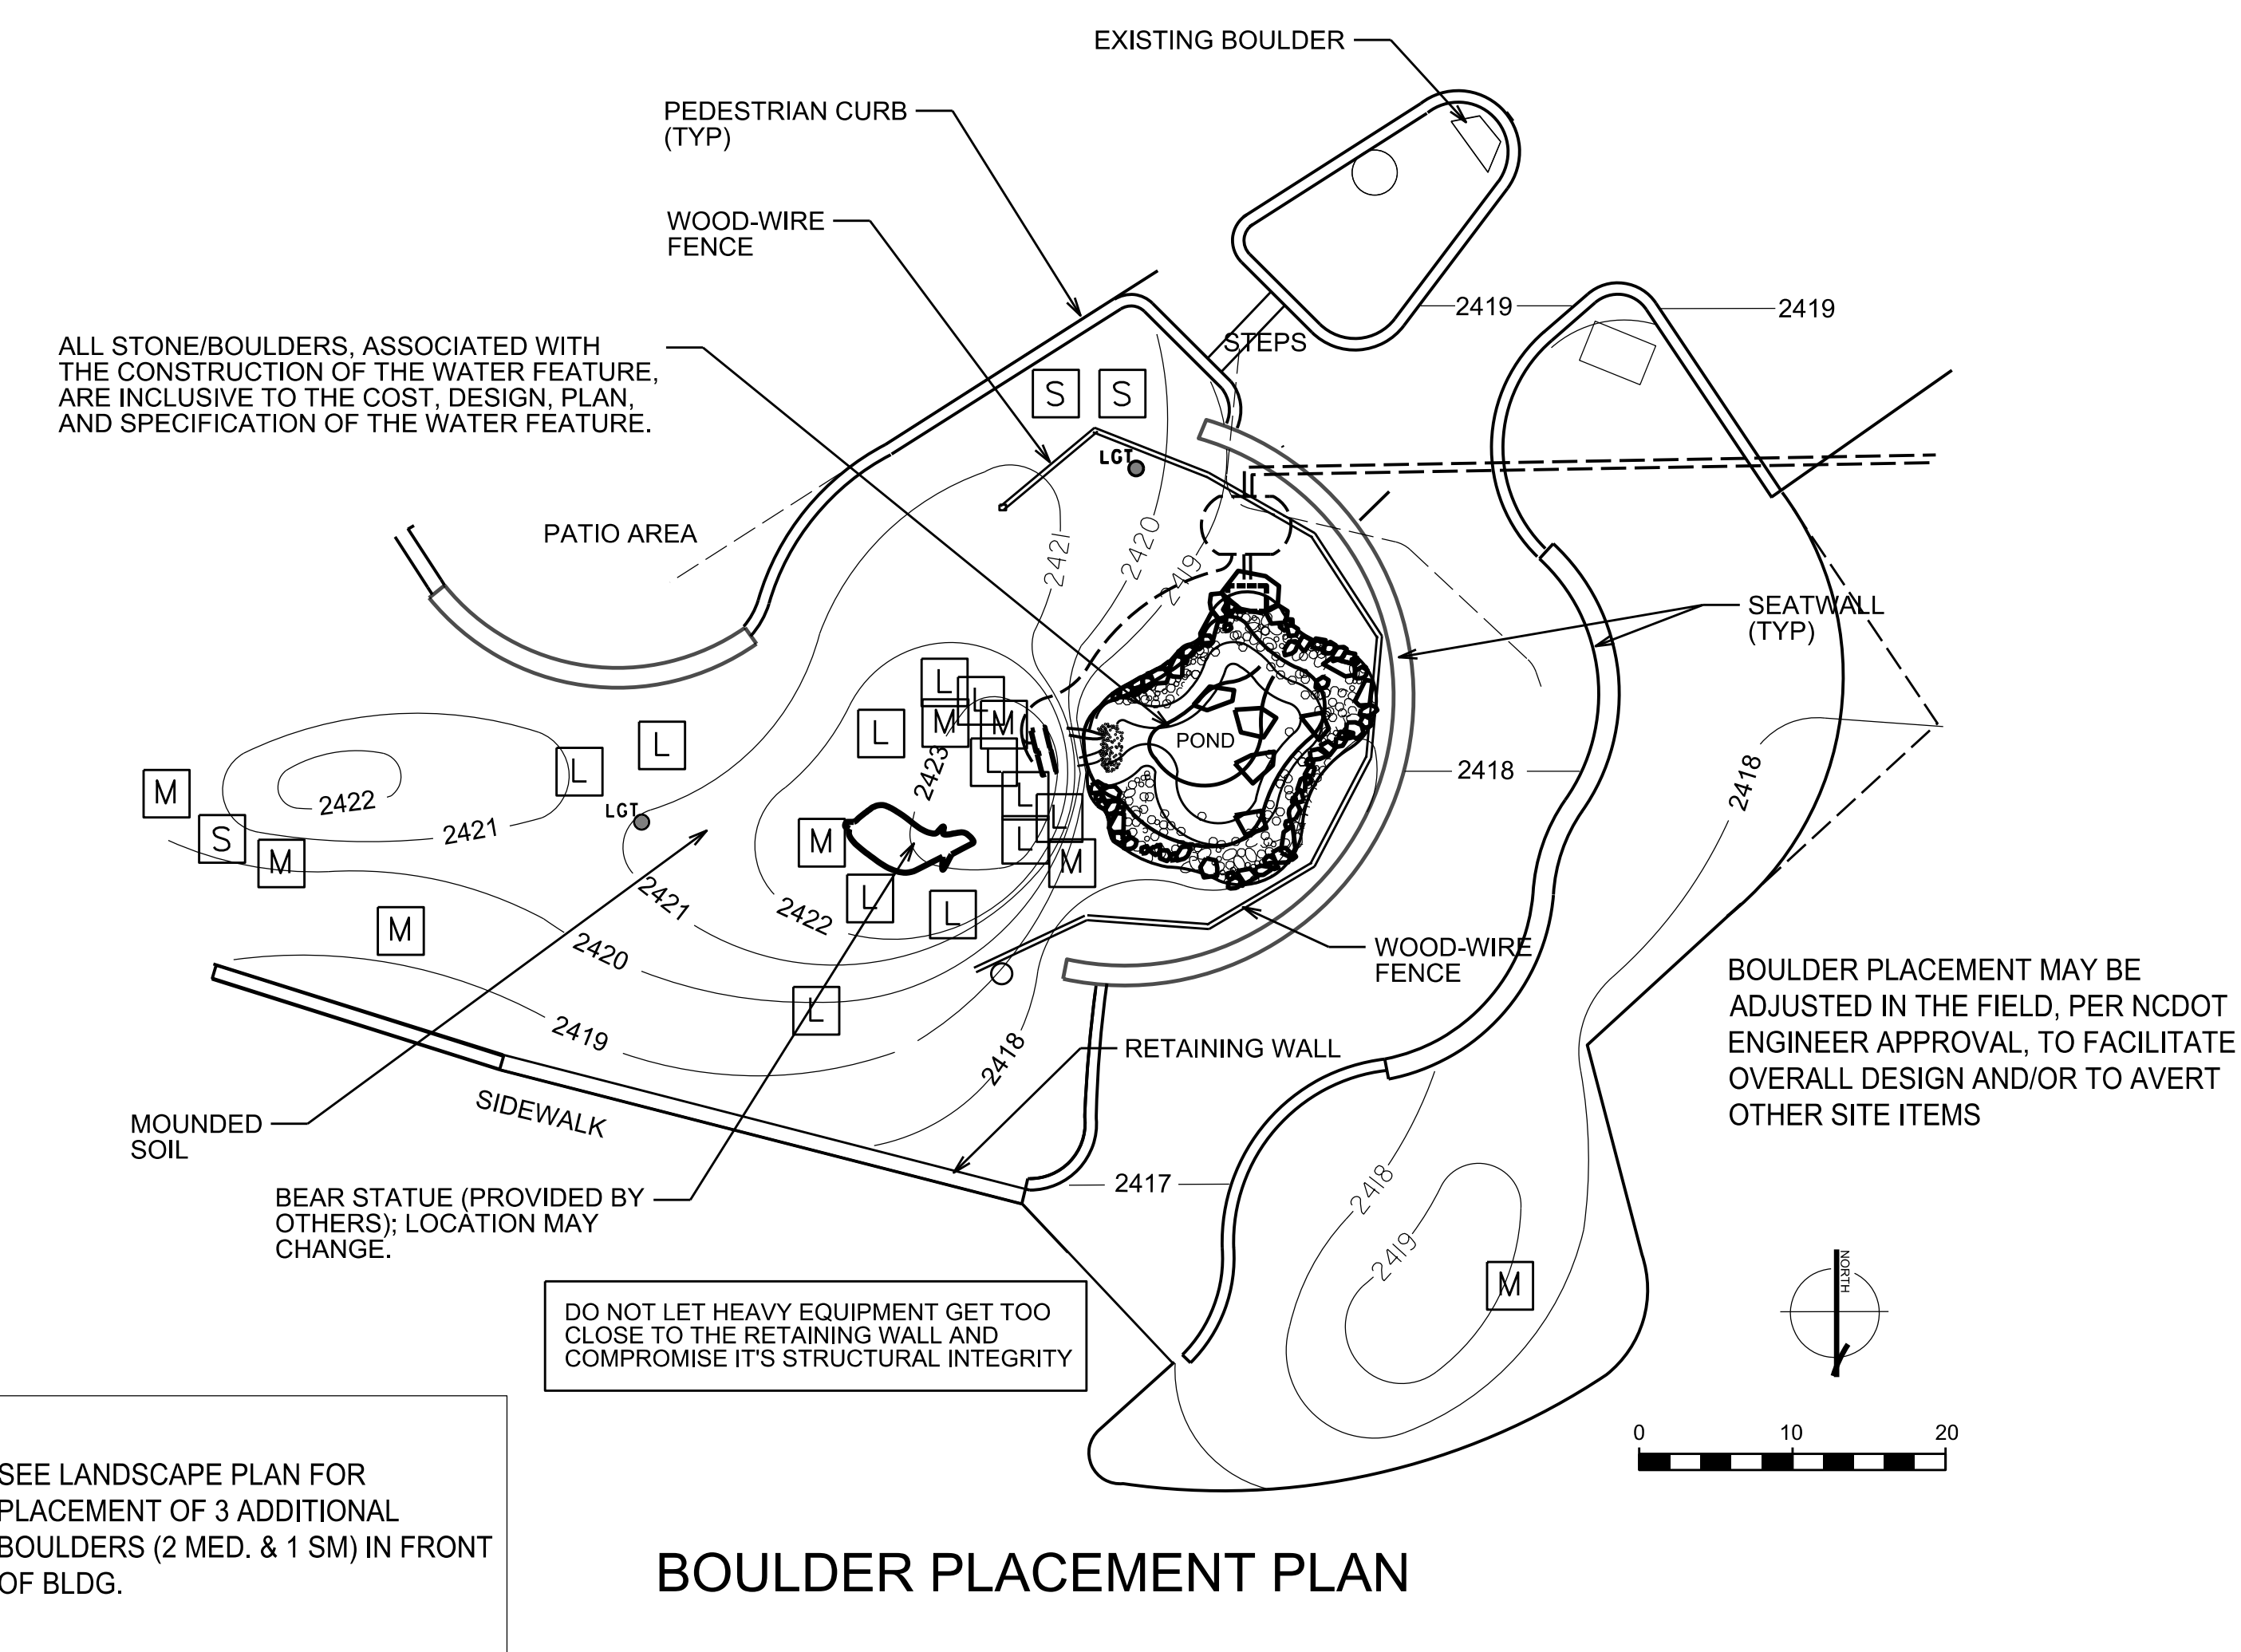 EXISTING BOULDER
PEDESTRIAN CURB
(TYP)
WOOD-WIRE
FENCE
2419
2419
ALL STONE/BOULDERS, ASSOCIATED WITH
THE CONSTRUCTION OF THE WATER FEATURE,
ARE INCLUSIVE TO THE COST, DESIGN, PLAN,
AND SPECIFICATION OF THE WATER FEATURE.
STEPS
S
S
LGT
PATIO AREA
2421
2420
2419
SEATWALL
(TYP)
L
L
M
M
L
L
L
POND
L
2423
L
2418
2418
M
2422
LGT
L
L
S
2421
M
L
M
M
2421
L
2422
L
M
2420
WOOD-WIRE
FENCE
BOULDER PLACEMENT MAY BE
ADJUSTED IN THE FIELD, PER NCDOT
ENGINEER APPROVAL, TO FACILITATE
OVERALL DESIGN AND/OR TO AVERT
OTHER SITE ITEMS
L
2419
2418
RETAINING WALL
SIDEWALK
MOUNDED
SOIL
2417
BEAR STATUE (PROVIDED BY
OTHERS); LOCATION MAY
CHANGE.
2418
2419
M
NORTH
DO NOT LET HEAVY EQUIPMENT GET TOO
CLOSE TO THE RETAINING WALL AND
COMPROMISE IT'S STRUCTURAL INTEGRITY
0 10 20
SEE LANDSCAPE PLAN FOR
PLACEMENT OF 3 ADDITIONAL
BOULDERS (2 MED. & 1 SM) IN FRONT
OF BLDG.
BOULDER PLACEMENT PLAN